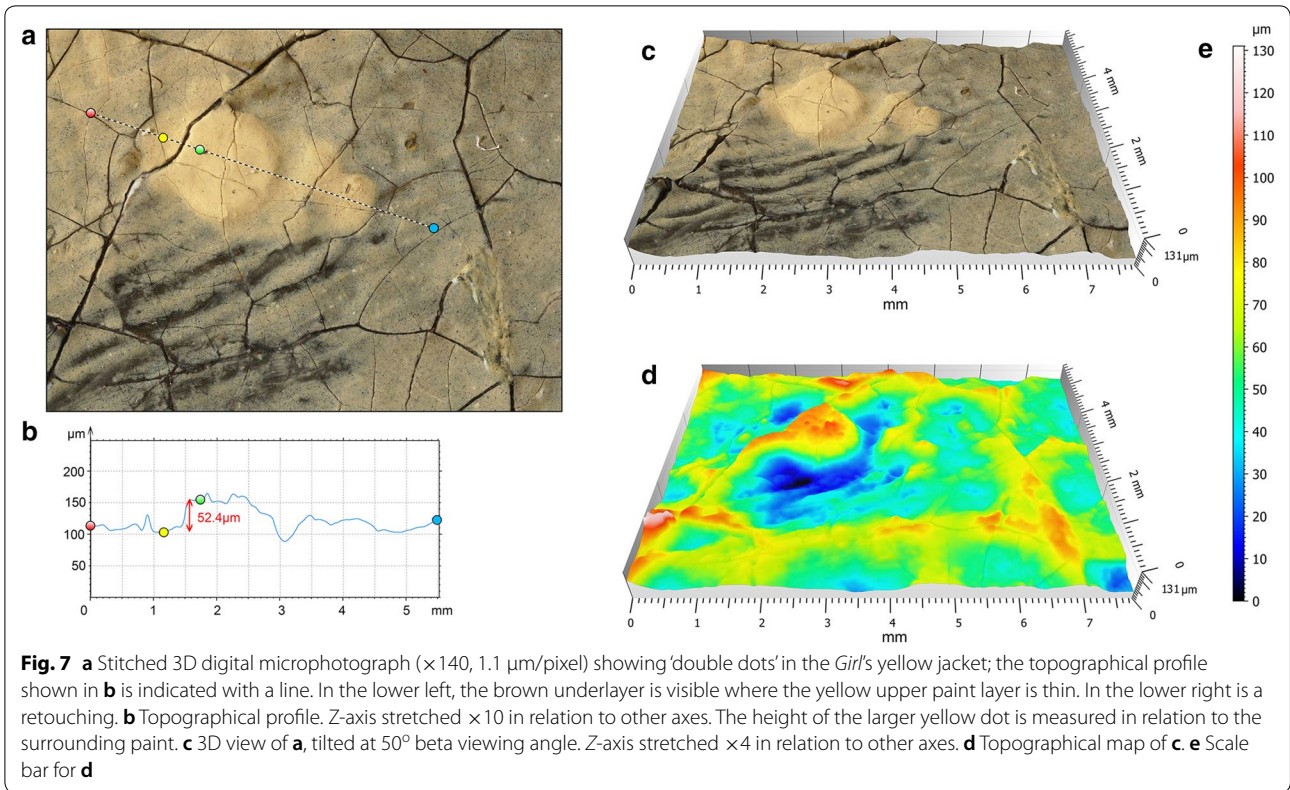 a
b
µm
200
150
100
50
52.4µm
0 1 2 3 4 5 mm
c
4 mm
2 mm
0
131 µm
0
0 1 2 3 4 5 6 7
mm
d
4 mm
2 mm
0
131 µm
0
0 1 2 3 4 5 6 7
mm
e
µm
130
120
110
100
90
80
70
60
50
40
30
20
10
0
Fig. 7 a Stitched 3D digital microphotograph (×140, 1.1 µm/pixel) showing ‘double dots’ in the Girl’s yellow jacket; the topographical profile
shown in b is indicated with a line. In the lower left, the brown underlayer is visible where the yellow upper paint layer is thin. In the lower right is a
retouching. b Topographical profile. Z-axis stretched ×10 in relation to other axes. The height of the larger yellow dot is measured in relation to the
surrounding paint. c 3D view of a, tilted at 50° beta viewing angle. Z-axis stretched ×4 in relation to other axes. d Topographical map of c. e Scale
bar for d